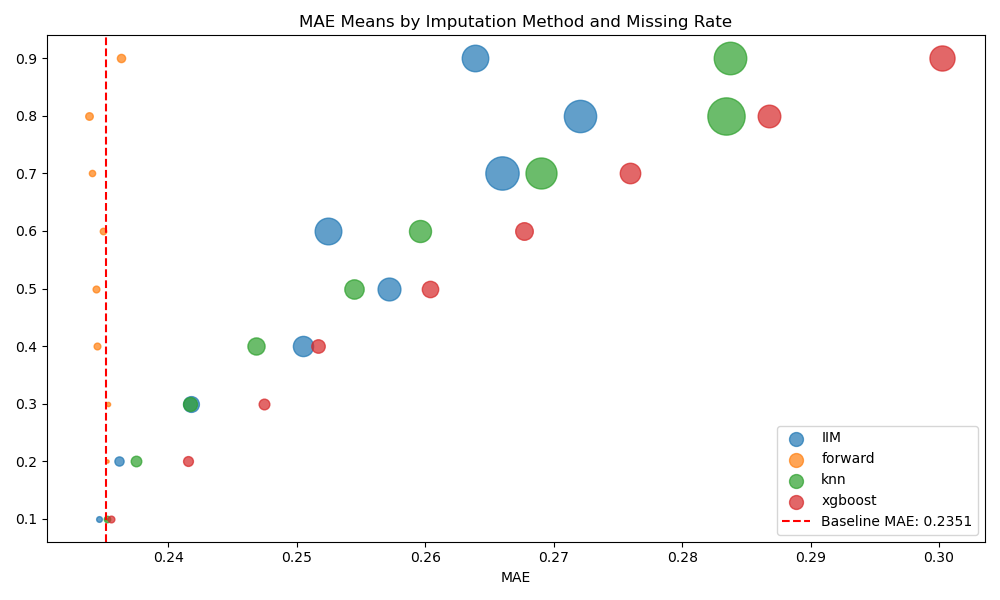 MAE Means by Imputation Method and Missing Rate
0.9
0.8
0.7
0.6
0.5
0.4
0.3
0.2
0.1
IIM
forward
knn
xgboost
Baseline MAE: 0.2351
0.24 0.25 0.26 0.27 0.28 0.29 0.30
MAE